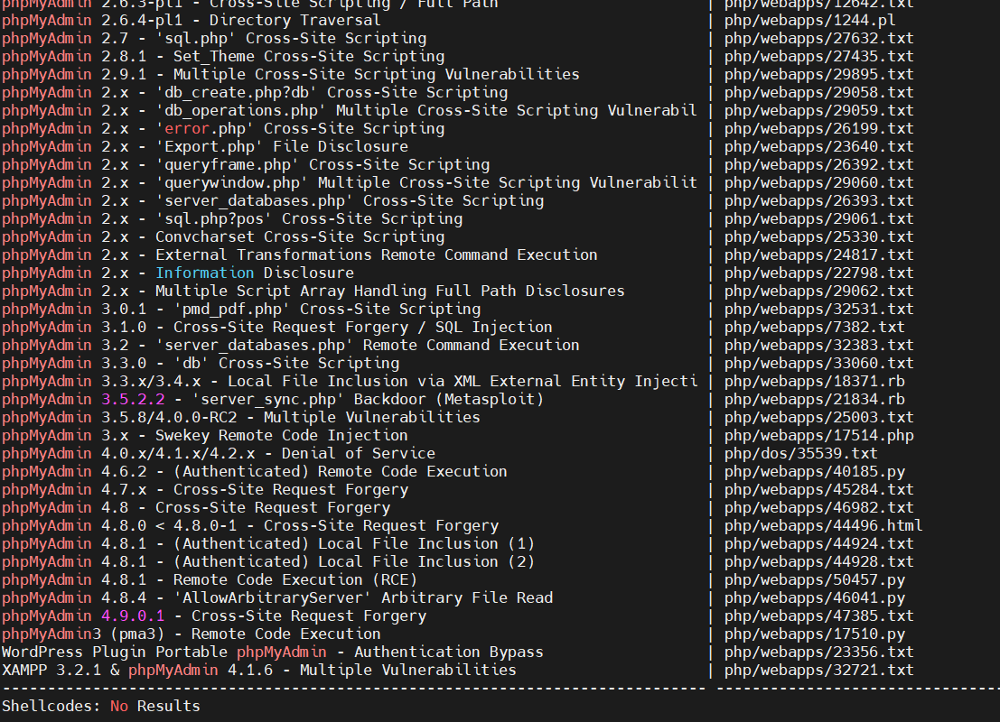 phpMyAdmin 2.6.3-pl1 - Cross-Site Scripting / Full Path | php/webapps/12642.txt
phpMyAdmin 2.6.4-pl1 - Directory Traversal | php/webapps/1244.pl
phpMyAdmin 2.7 - 'sql.php' Cross-Site Scripting | php/webapps/27632.txt
phpMyAdmin 2.8.1 - Set_Theme Cross-Site Scripting | php/webapps/27435.txt
phpMyAdmin 2.9.1 - Multiple Cross-Site Scripting Vulnerabilities | php/webapps/29895.txt
phpMyAdmin 2.x - 'db_create.php?db' Cross-Site Scripting | php/webapps/29058.txt
phpMyAdmin 2.x - 'db_operations.php' Multiple Cross-Site Scripting Vulnerabil | php/webapps/29059.txt
phpMyAdmin 2.x - 'error.php' Cross-Site Scripting | php/webapps/26199.txt
phpMyAdmin 2.x - 'Export.php' File Disclosure | php/webapps/23640.txt
phpMyAdmin 2.x - 'queryframe.php' Cross-Site Scripting | php/webapps/26392.txt
phpMyAdmin 2.x - 'querywindow.php' Multiple Cross-Site Scripting Vulnerabilit | php/webapps/29060.txt
phpMyAdmin 2.x - 'server_databases.php' Cross-Site Scripting | php/webapps/26393.txt
phpMyAdmin 2.x - 'sql.php?pos' Cross-Site Scripting | php/webapps/29061.txt
phpMyAdmin 2.x - Convcharset Cross-Site Scripting | php/webapps/25330.txt
phpMyAdmin 2.x - External Transformations Remote Command Execution | php/webapps/24817.txt
phpMyAdmin 2.x - Information Disclosure | php/webapps/22798.txt
phpMyAdmin 2.x - Multiple Script Array Handling Full Path Disclosures | php/webapps/29062.txt
phpMyAdmin 3.0.1 - 'pmd_pdf.php' Cross-Site Scripting | php/webapps/32531.txt
phpMyAdmin 3.1.0 - Cross-Site Request Forgery / SQL Injection | php/webapps/7382.txt
phpMyAdmin 3.2 - 'server_databases.php' Remote Command Execution | php/webapps/32383.txt
phpMyAdmin 3.3.0 - 'db' Cross-Site Scripting | php/webapps/33060.txt
phpMyAdmin 3.3.x/3.4.x - Local File Inclusion via XML External Entity Injecti | php/webapps/18371.rb
phpMyAdmin 3.5.2.2 - 'server_sync.php' Backdoor (Metasploit) | php/webapps/21834.rb
phpMyAdmin 3.5.8/4.0.0-RC2 - Multiple Vulnerabilities | php/webapps/25003.txt
phpMyAdmin 3.x - Swekey Remote Code Injection | php/webapps/17514.php
phpMyAdmin 4.0.x/4.1.x/4.2.x - Denial of Service | php/dos/35539.txt
phpMyAdmin 4.6.2 - (Authenticated) Remote Code Execution | php/webapps/40185.py
phpMyAdmin 4.7.x - Cross-Site Request Forgery | php/webapps/45284.txt
phpMyAdmin 4.8 - Cross-Site Request Forgery | php/webapps/46982.txt
phpMyAdmin 4.8.0 < 4.8.0-1 - Cross-Site Request Forgery | php/webapps/44496.html
phpMyAdmin 4.8.1 - (Authenticated) Local File Inclusion (1) | php/webapps/44924.txt
phpMyAdmin 4.8.1 - (Authenticated) Local File Inclusion (2) | php/webapps/44928.txt
phpMyAdmin 4.8.1 - Remote Code Execution (RCE) | php/webapps/50457.py
phpMyAdmin 4.8.4 - 'AllowArbitraryServer' Arbitrary File Read | php/webapps/46041.py
phpMyAdmin 4.9.0.1 - Cross-Site Request Forgery | php/webapps/47385.txt
phpMyAdmin3 (pma3) - Remote Code Execution | php/webapps/17510.py
WordPress Plugin Portable phpMyAdmin - Authentication Bypass | php/webapps/23356.txt
XAMPP 3.2.1 & phpMyAdmin 4.1.6 - Multiple Vulnerabilities | php/webapps/32721.txt
------------------------------------------------------------------------------ --------------------------------
Shellcodes: No Results